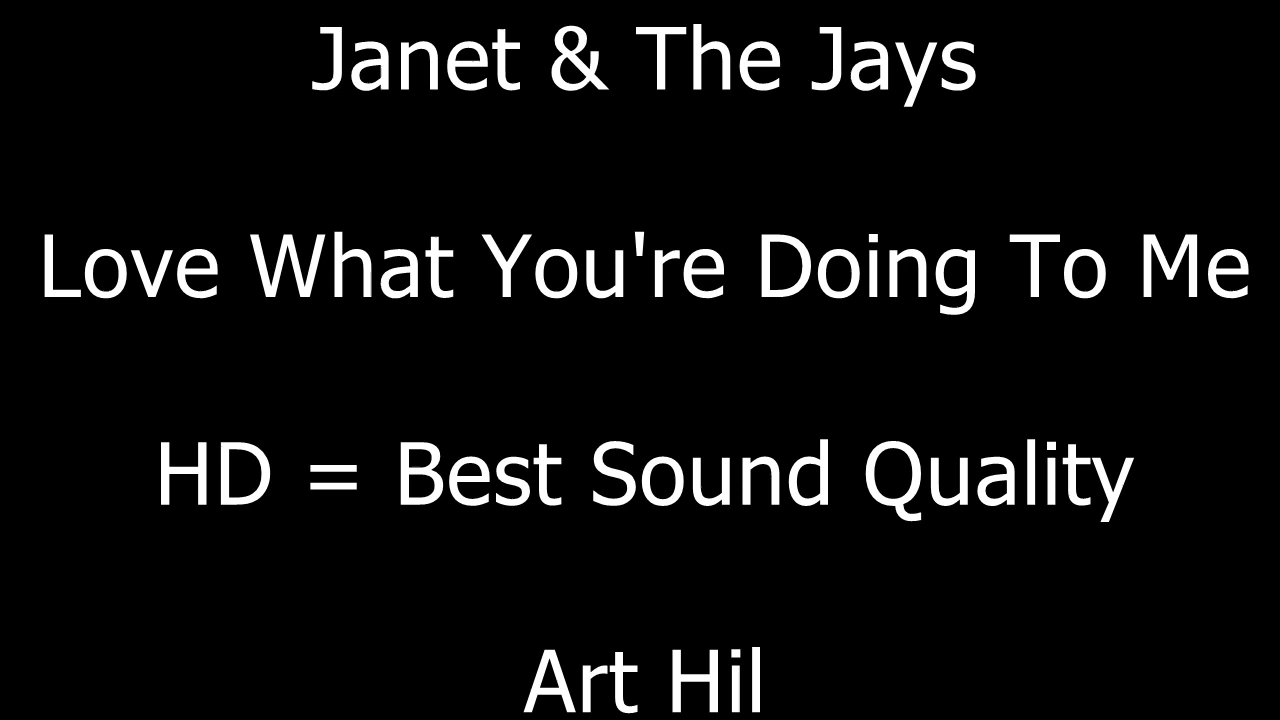 Janet & The Jays
Love What You're Doing To Me
HD = Best Sound Quality
Art Hil